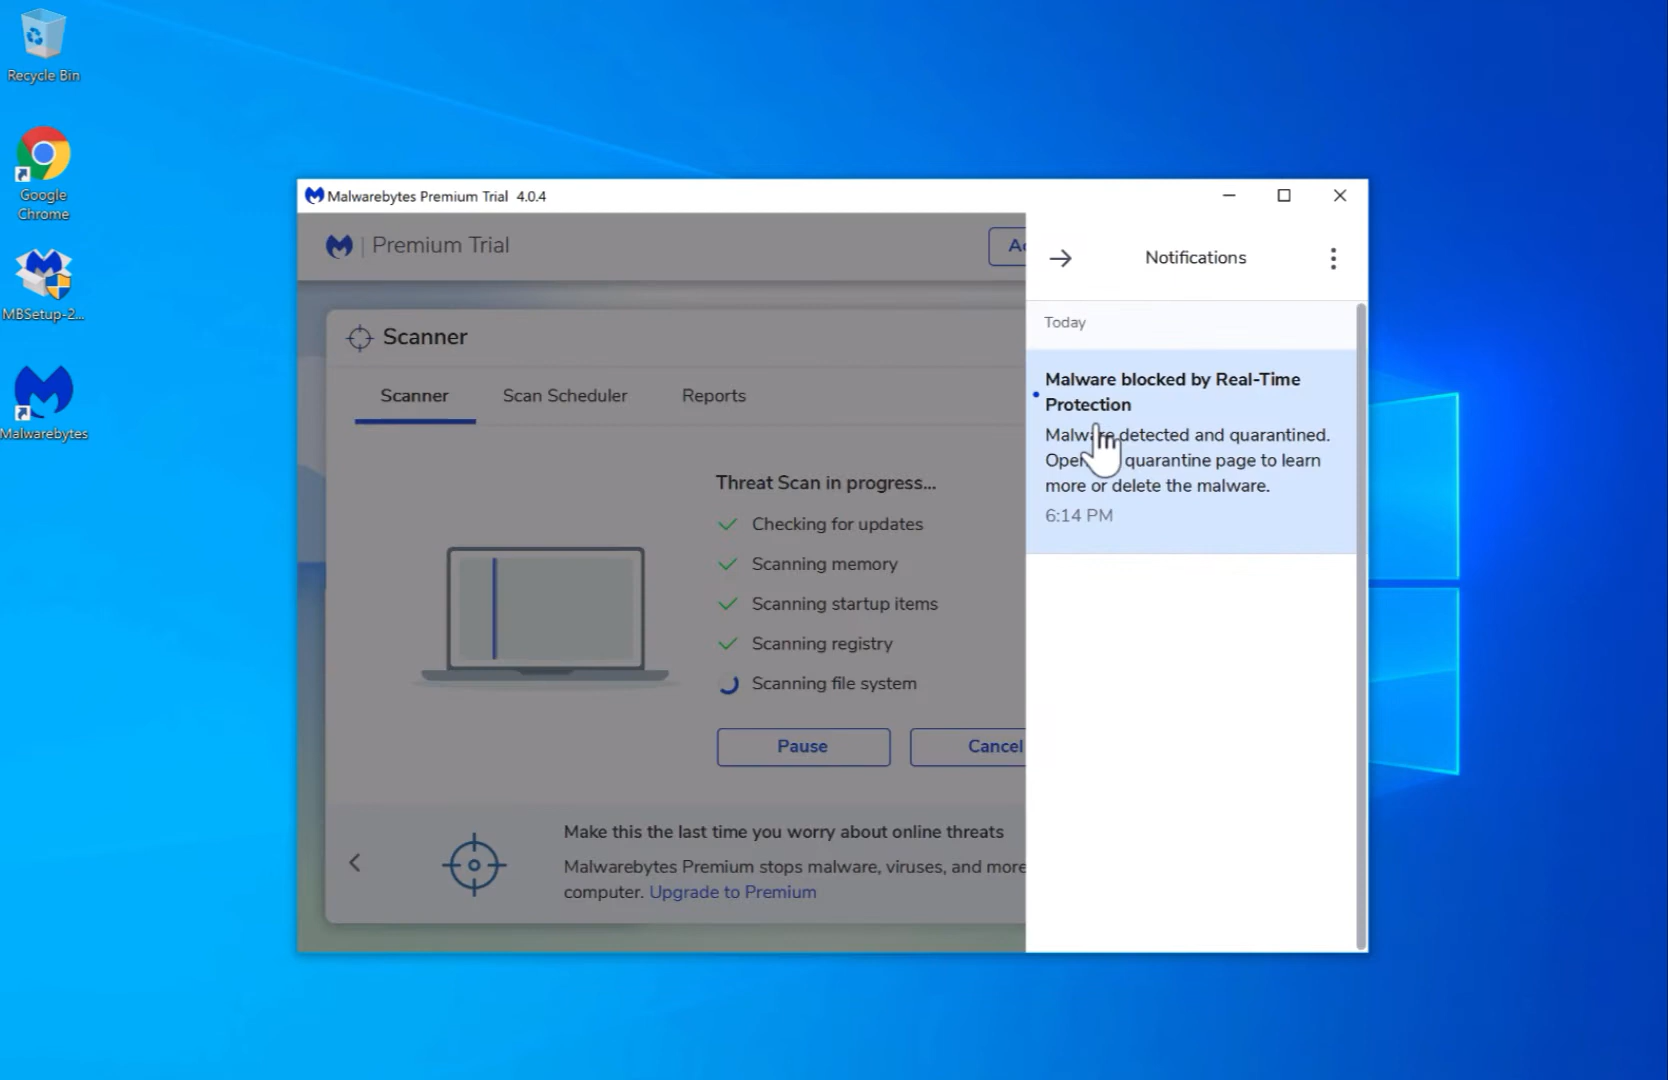 Recycle Bin
Google
Chrome
MBSetup-2...
Malwarebytes
Malwarebytes Premium Trial 4.0.4
| Premium Trial
Scanner
Scanner Scan Scheduler Reports
Threat Scan in progress...
Checking for updates
Scanning memory
Scanning startup items
Scanning registry
Scanning file system
Pause Cancel
Make this the last time you worry about online threats
Malwarebytes Premium stops malware, viruses, and more
computer. Upgrade to Premium
Notifications
Today
Malware blocked by Real-Time
Protection
Malware detected and quarantined.
Open quarantine page to learn
more or delete the malware.
6:14 PM